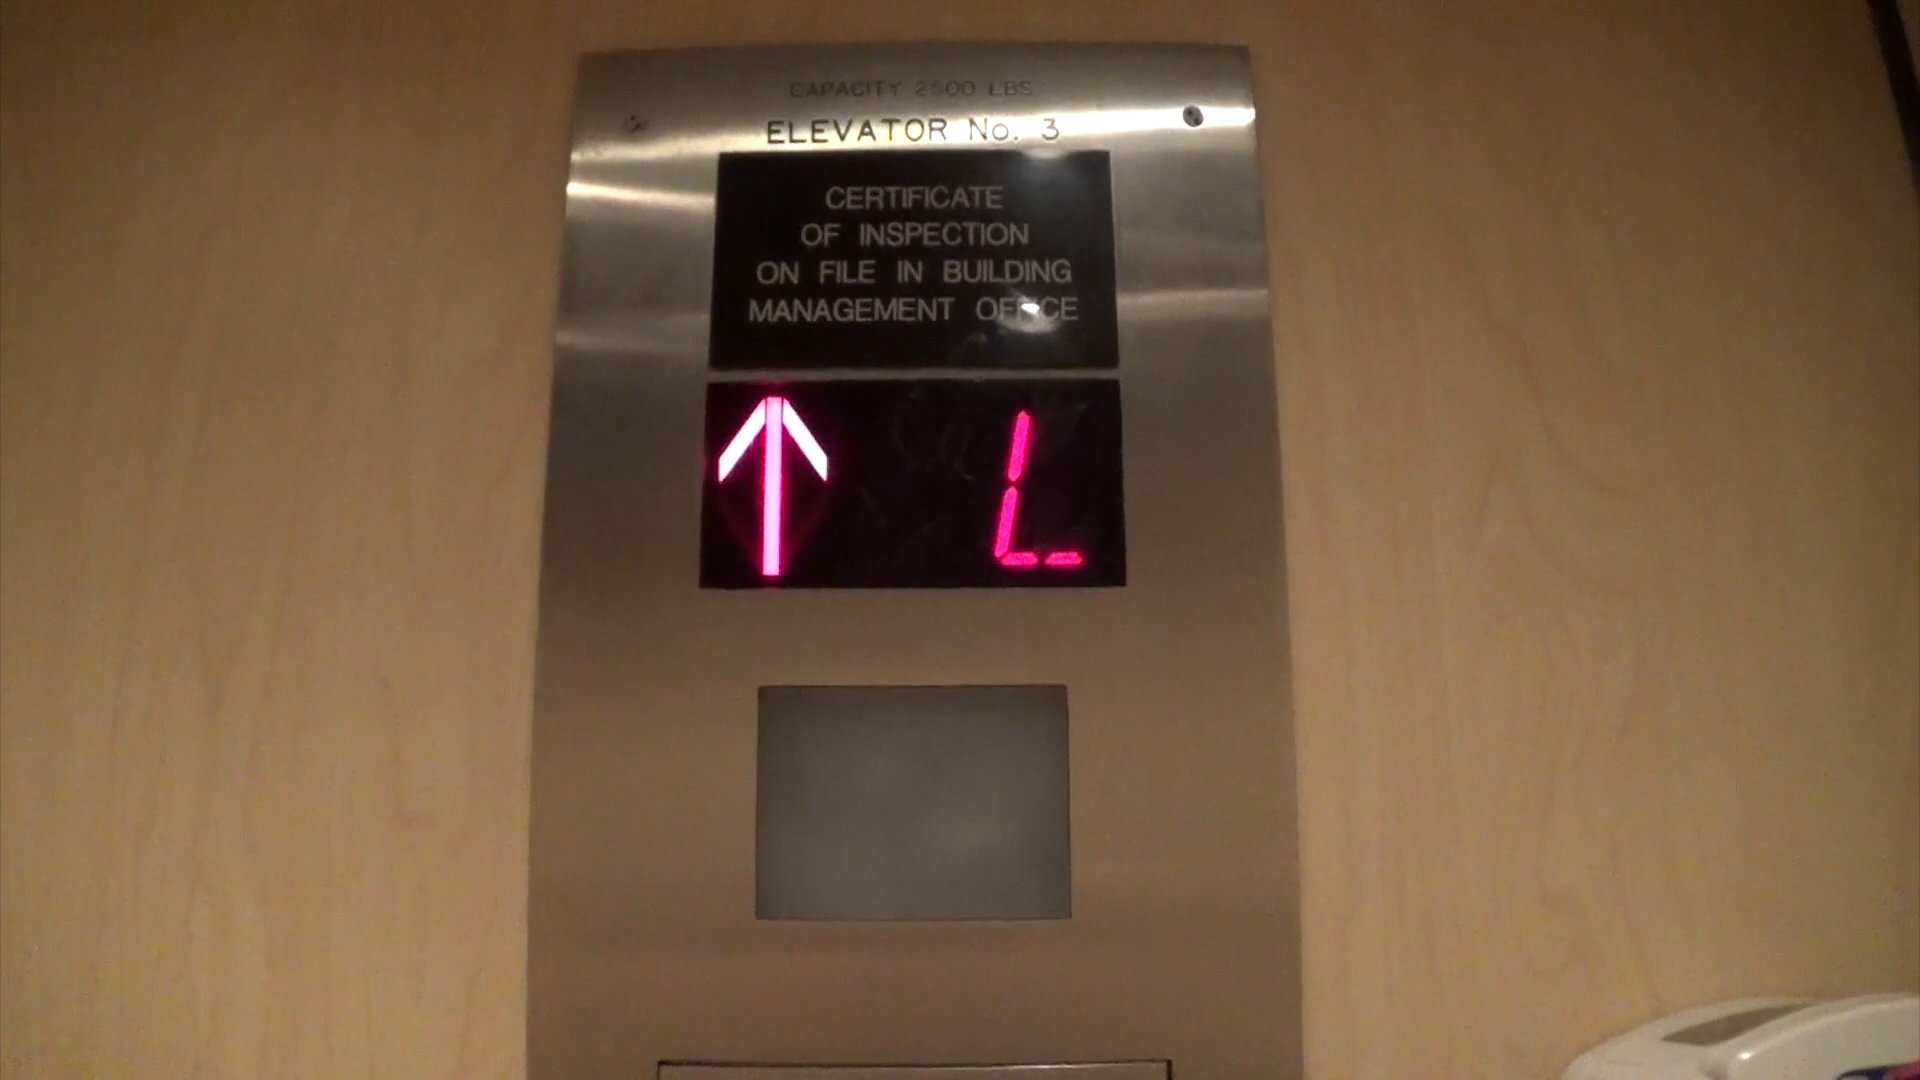 CAPACITY 2500 LBS.
ELEVATOR No. 3
CERTIFICATE
OF INSPECTION
ON FILE IN BUILDING
MANAGEMENT OFFICE
↑ L